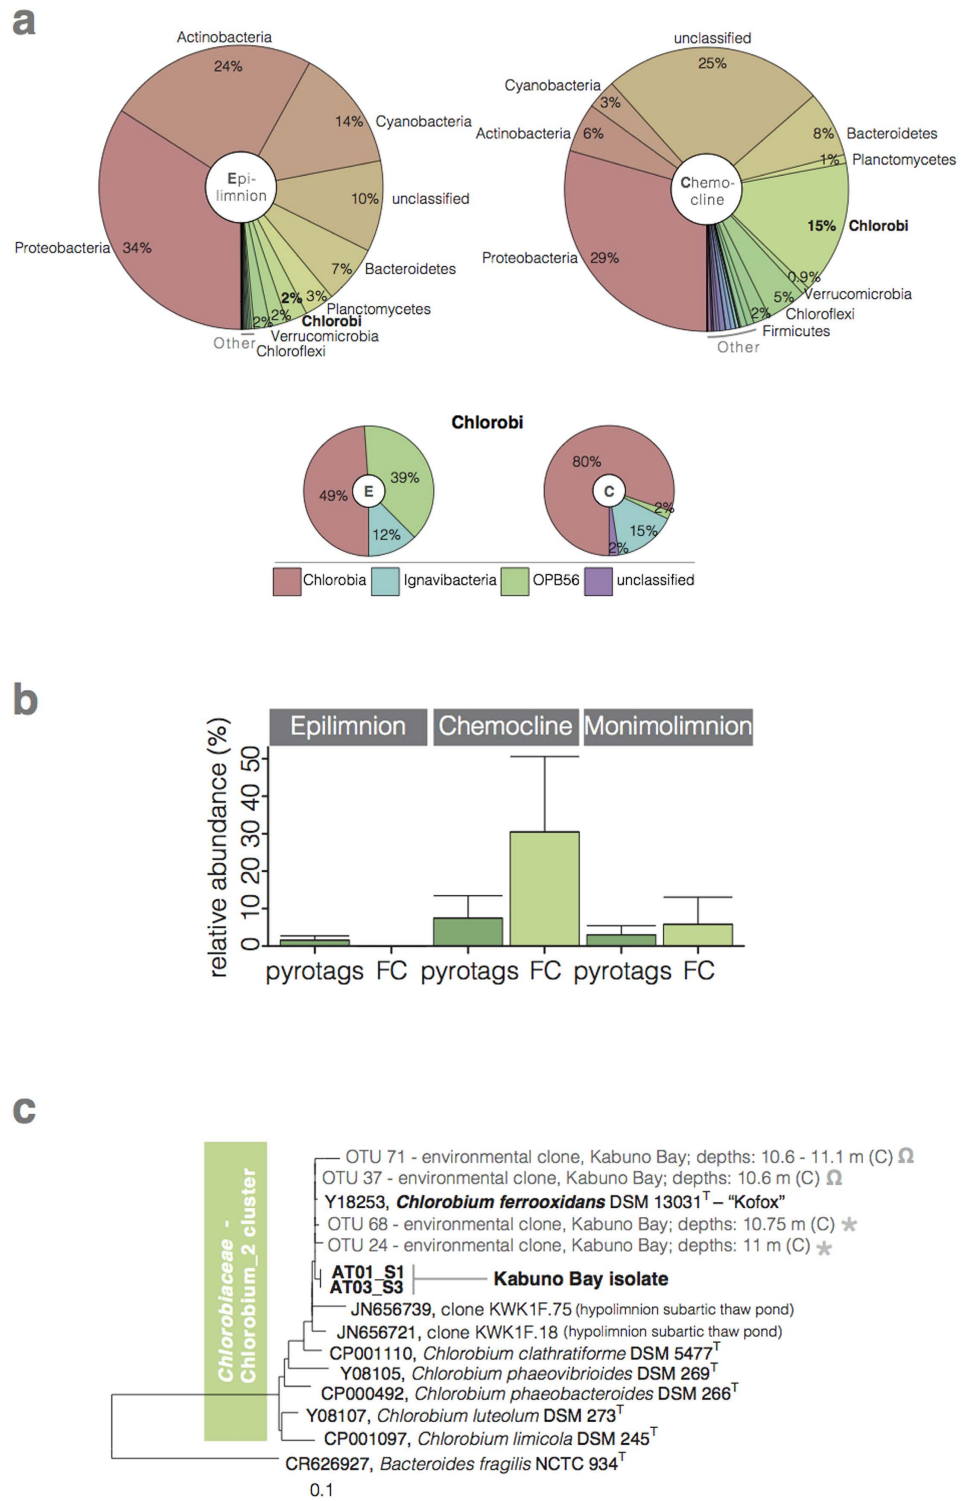 a
Actinobacteria
24%
14%
Cyanobacteria
Epi-
limnion
10%
unclassified
Proteobacteria
34%
7%
Bacteroidetes
3%
Planctomycetes
2%
Chlorobi
2%
Verrucomicrobia
2%
Chloroflexi
Other
unclassified
25%
Cyanobacteria
3%
Actinobacteria
6%
8%
Bacteroidetes
1%
Planctomycetes
Chemo-
cline
15%
Chlorobi
Proteobacteria
29%
0.9%
Verrucomicrobia
5%
Chloroflexi
2%
Firmicutes
Other
Chlorobi
49%
E
39%
12%
80%
C
2%
15%
2%
Chlorobia
Ignavibacteria
OPB56
unclassified
b
Epilimnion
Chemocline
Monimolimnion
relative abundance (%)
50
40
30
20
10
0
pyrotags FC pyrotags FC pyrotags FC
c
Chlorobiaceae -
Chlorobium_2 cluster
OTU 71 - environmental clone, Kabuno Bay; depths: 10.6 - 11.1 m (C) Ω
OTU 37 - environmental clone, Kabuno Bay; depths: 10.6 m (C) Ω
Y18253, Chlorobium ferrooxidans DSM 13031T – “Kofox”
OTU 68 - environmental clone, Kabuno Bay; depths: 10.75 m (C) *
OTU 24 - environmental clone, Kabuno Bay; depths: 11 m (C) *
AT01_S1
AT03_S3
Kabuno Bay isolate
JN656739, clone KWK1F.75 (hypolimnion subartic thaw pond)
JN656721, clone KWK1F.18 (hypolimnion subartic thaw pond)
CP001110, Chlorobium clathratiforme DSM 5477T
Y08105, Chlorobium phaeovibrioides DSM 269T
CP000492, Chlorobium phaeobacteroides DSM 266T
Y08107, Chlorobium luteolum DSM 273T
CP001097, Chlorobium limicola DSM 245T
CR626927, Bacteroides fragilis NCTC 934T
0.1